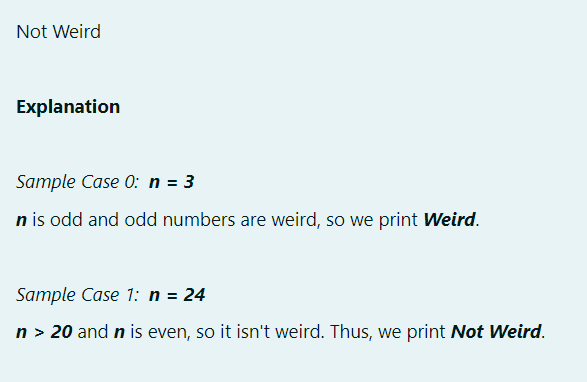 Not Weird
Explanation
Sample Case 0: n = 3
n is odd and odd numbers are weird, so we print Weird.
Sample Case 1: n = 24
n > 20 and n is even, so it isn't weird. Thus, we print Not Weird.